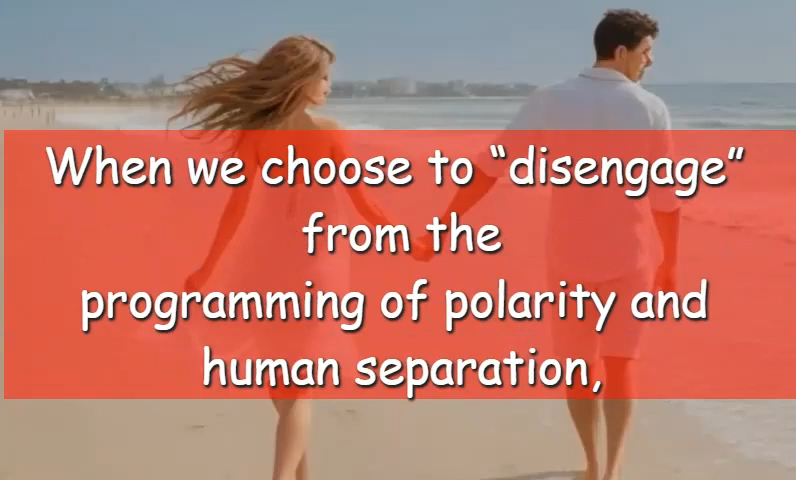 When we choose to “disengage”
from the
programming of polarity and
human separation,